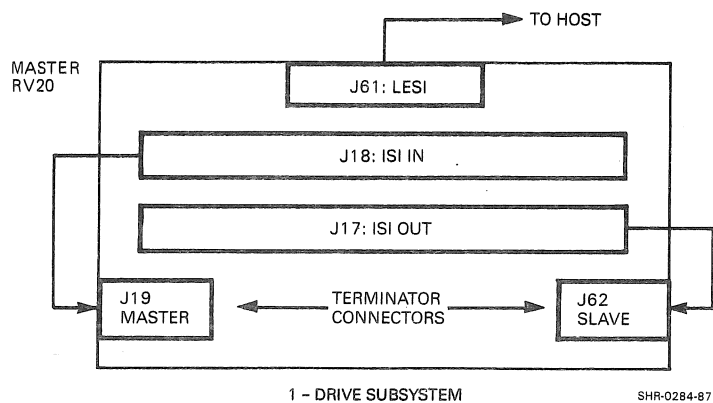 TO HOST
MASTER
RV20
J61: LESI
J18: ISI IN
J17: ISI OUT
J19
MASTER
TERMINATOR
CONNECTORS
J62
SLAVE
1 – DRIVE SUBSYSTEM
SHR-0284-87